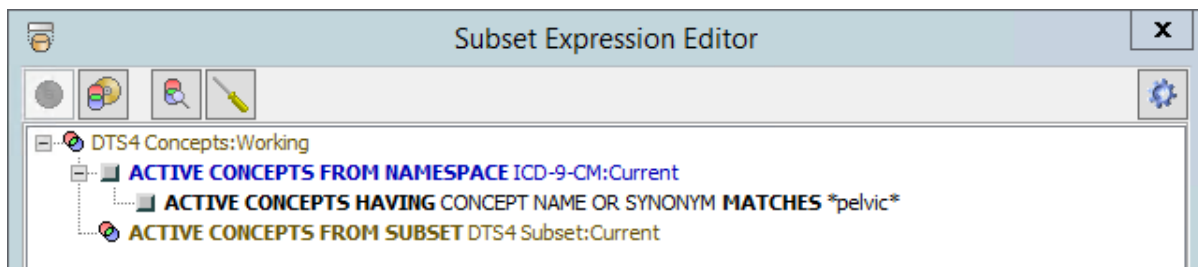 Subset Expression Editor
x
DTS4 Concepts:Working
ACTIVE CONCEPTS FROM NAMESPACE ICD-9-CM:Current
ACTIVE CONCEPTS HAVING CONCEPT NAME OR SYNONYM MATCHES *pelvic*
ACTIVE CONCEPTS FROM SUBSET DTS4 Subset:Current